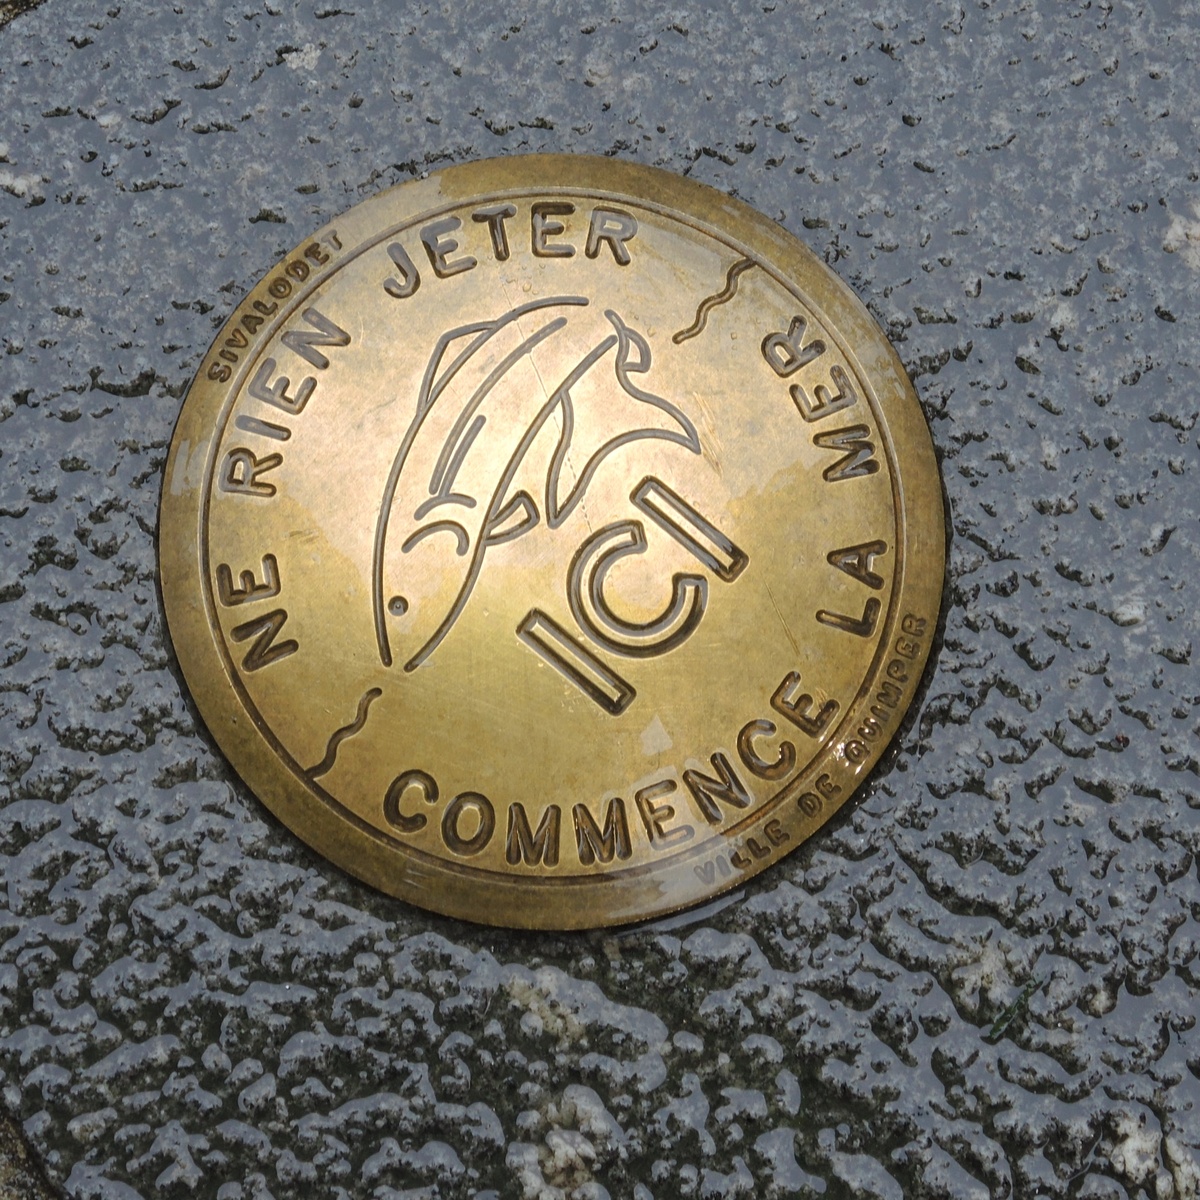 SIVALODET
NE RIEN JETER
ICI
COMMENCE LA MER
VILLE DE QUIMPER